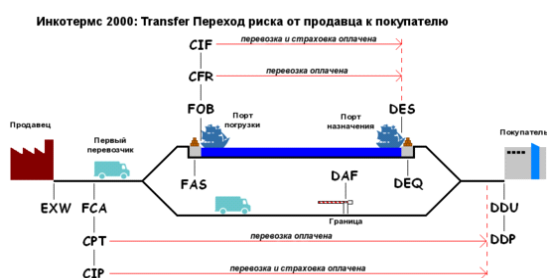 Инкотермс 2000: Transfer Переход риска от продавца к покупателю
CIF
перевозка и страховка оплачена
CFR
перевозка оплачена
FOB
DES
Порт
погрузки
Порт
назначения
Продавец
Первый
перевозчик
Покупатель
FAS
DAF
DEQ
EXW
FCA
Граница
DDU
CPT
перевозка оплачена
DDP
CIP
перевозка и страховка оплачена